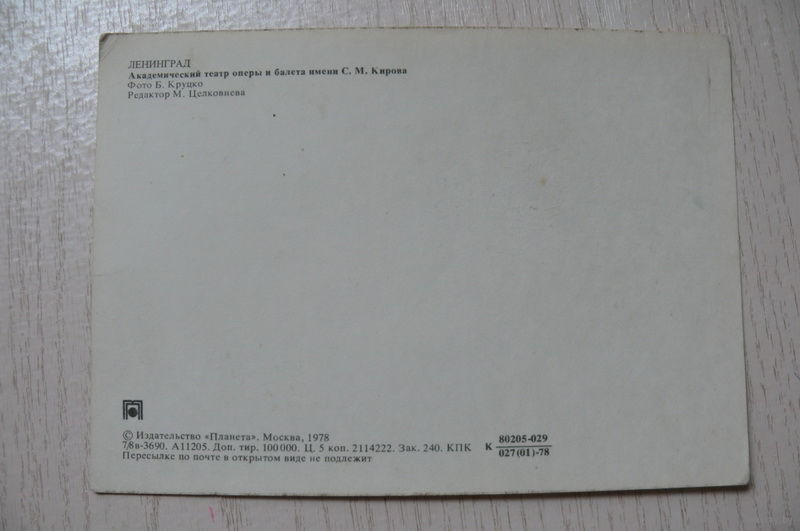 ЛЕНИНГРАД
Академический театр оперы и балета имени С. М. Кирова
Фото Б. Круцко
Редактор М. Целковнева
© Издательство «Планета». Москва, 1978
7/8в-3690. А11205. Доп. тир. 100000. Ц. 5 коп. 2114222. Зак. 240. КПК
Пересылке по почте в открытом виде не подлежит
К 80205-029
027(01)-78